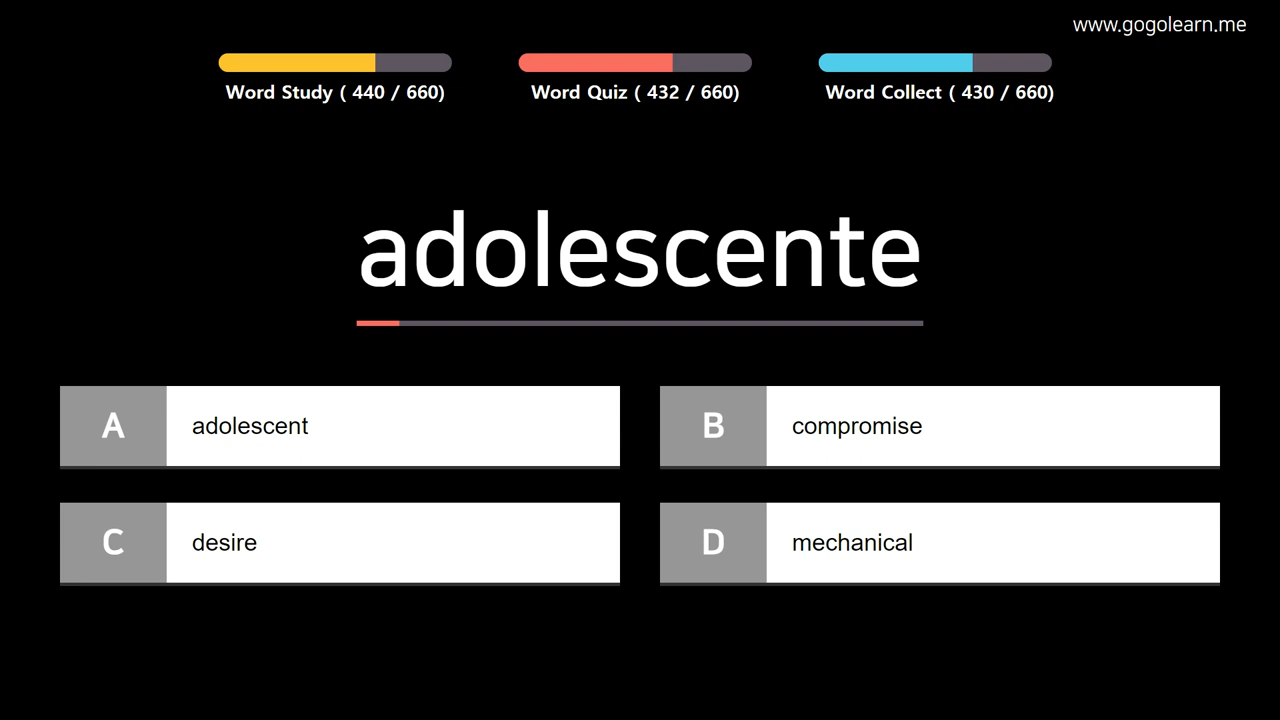 www.gogolearn.me
Word Study ( 440 / 660)
Word Quiz ( 432 / 660)
Word Collect ( 430 / 660)
adolescente
A adolescent
B compromise
C desire
D mechanical